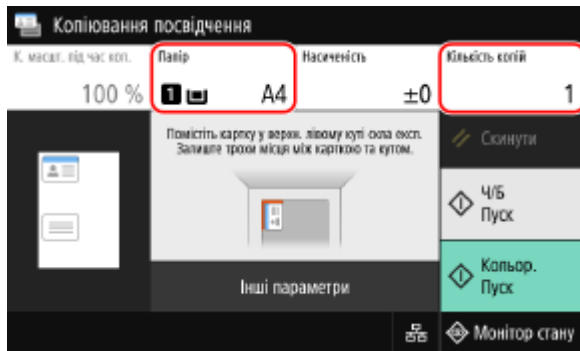 Копіювання посвідчення
К. масшт. під час коп.
100 %
Папір
1 A4
Насиченість
±0
Кількість копій
1
Помістіть картку у верхн. лівому куті скла експ.
Залиште трохи місця між карткою та кутом.
Інші параметри
Скинути
Ч/Б
Пуск
Кольор.
Пуск
Монітор стану